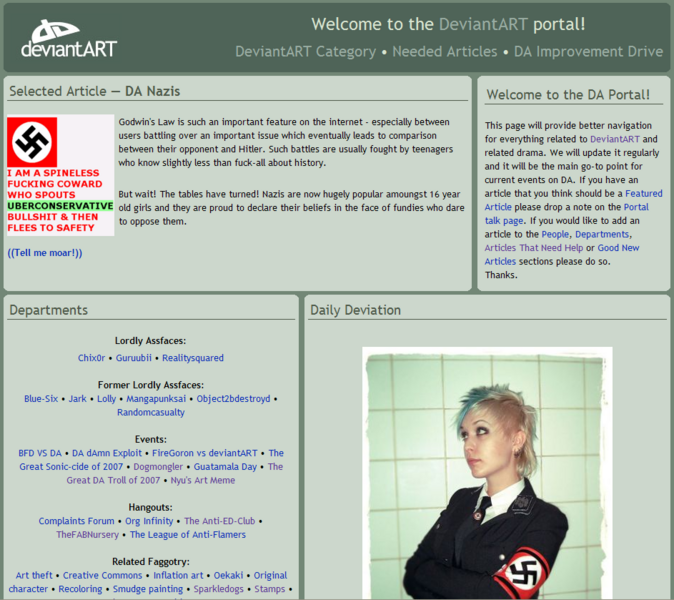 deviantART
Welcome to the DeviantART portal!
DeviantART Category • Needed Articles • DA Improvement Drive
Selected Article — DA Nazis
I AM A SPINELESS
FUCKING COWARD
WHO SPOUTS
UBERCONSERVATIVE
BULLSHIT & THEN
FLEES TO SAFETY
Godwin's Law is such an important feature on the internet - especially between
users battling over an important issue which eventually leads to comparison
between their opponent and Hitler. Such battles are usually fought by teenagers
who know slightly less than fuck-all about history.
But wait! The tables have turned! Nazis are now hugely popular amoungst 16 year
old girls and they are proud to declare their beliefs in the face of fundies who dare
to oppose them.
((Tell me moar!))
Welcome to the DA Portal!
This page will provide better navigation
for everything related to DeviantART and
related drama. We will update it regularly
and it will be the main go-to point for
current events on DA. If you have an
article that you think should be a Featured
Article please drop a note on the Portal
talk page. If you would like to add an
article to the People, Departments,
Articles That Need Help or Good New
Articles sections please do so.
Thanks.
Departments
Lordly Assfaces:
Chix0r • Guruubii • Realitysquared
Former Lordly Assfaces:
Blue-Six • Jark • Lolly • Mangapunksai • Object2bdestroyd •
Randomcasualty
Events:
BFD VS DA • DA dAmn Exploit • FireGoron vs deviantART • The
Great Sonic-cide of 2007 • Dogmongler • Guatamala Day • The
Great DA Troll of 2007 • Nyu's Art Meme
Hangouts:
Complaints Forum • Org Infinity • The Anti-ED-Club •
TheFABNursery • The League of Anti-Flamers
Related Faggotry:
Art theft • Creative Commons • Inflation art • Oekaki • Original
character • Recoloring • Smudge painting • Sparkledogs • Stamps •
Daily Deviation